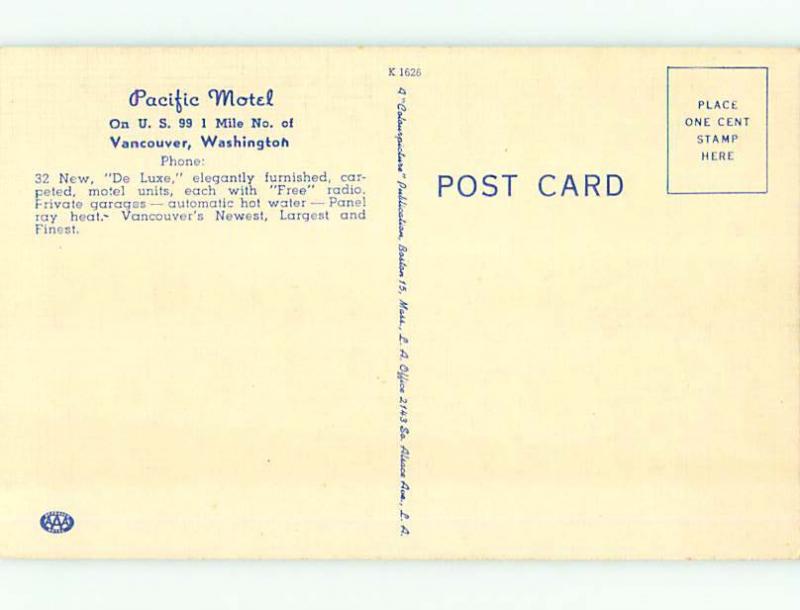 Pacific Motel
On U. S. 99 1 Mile No. of
Vancouver, Washington
Phone:
32 New, "De Luxe," elegantly furnished, car-
peted, motel units, each with "Free" radio.
Private garages — automatic hot water — Panel
ray heat.- Vancouver's Newest, Largest and
Finest.
AAA
K 1626
A "Colourpicture" Publication, Boston 15, Mass., L. A. Office 2143 So. Alsace Ave., L. A.
POST CARD
PLACE
ONE CENT
STAMP
HERE